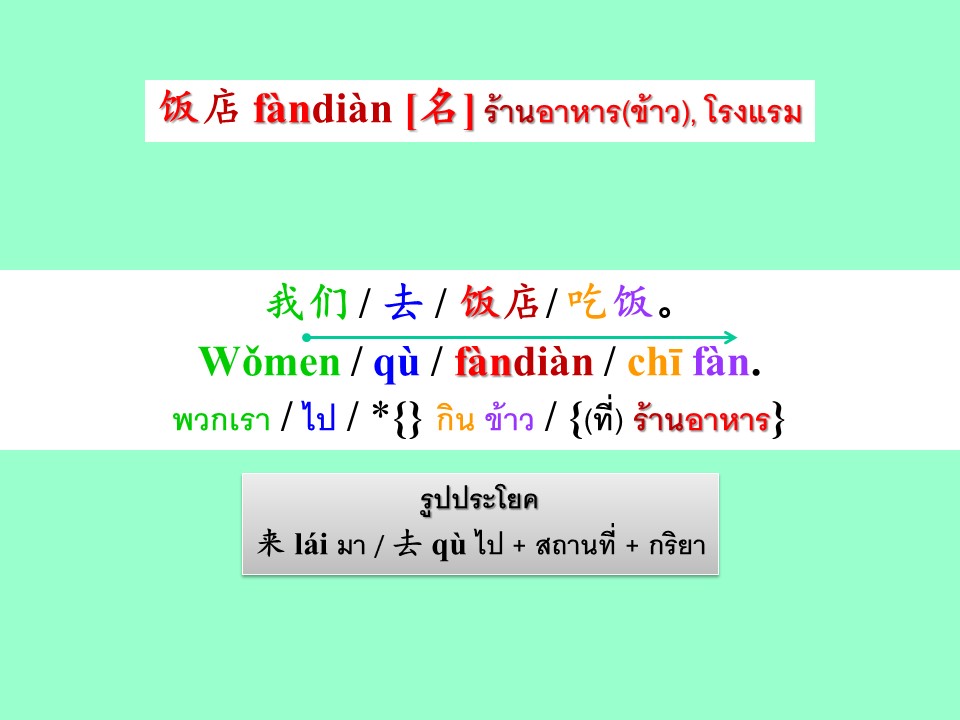 饭店 fàndiàn [名] ร้านอาหาร(ข้าว), โรงแรม
我们 / 去 / 饭店/ 吃饭。
Wǒmen / qù / fàndiàn / chī fàn.
พวกเรา / ไป / *{} กิน ข้าว / {(ที่) ร้านอาหาร}
รูปประโยค
来 lái มา / 去 qù ไป + สถานที่ + กริยา